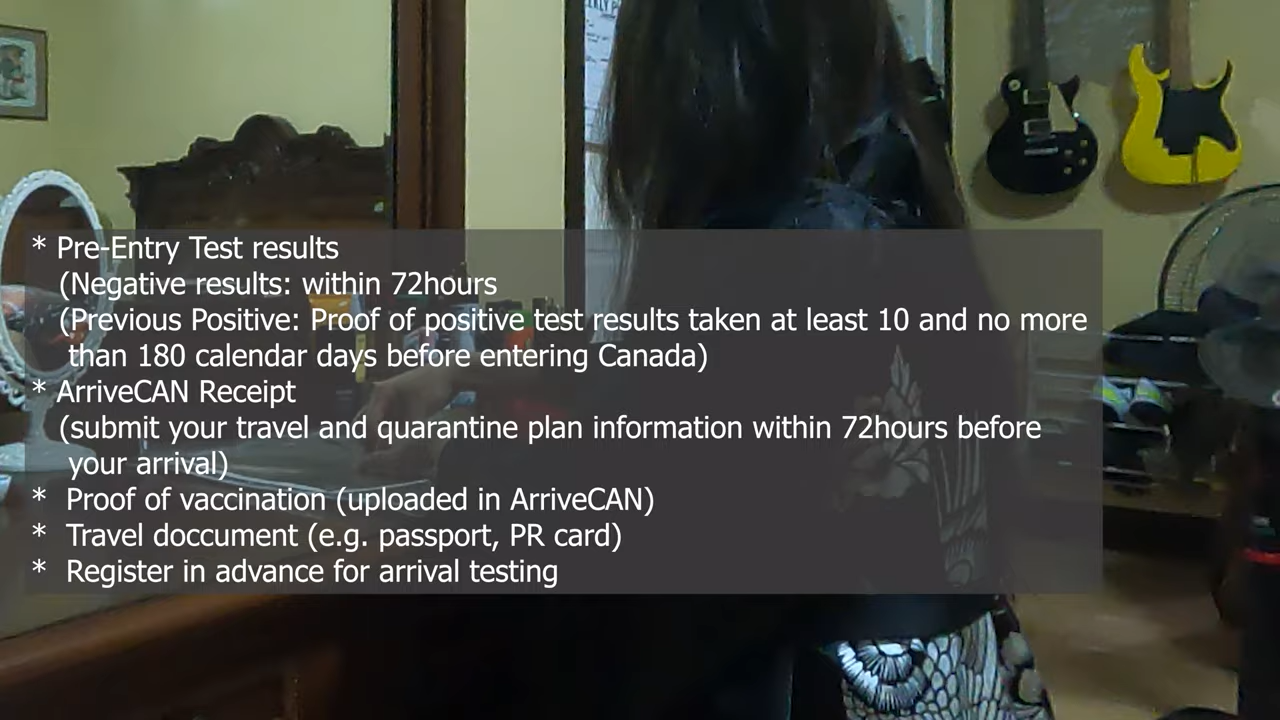 * Pre-Entry Test results
(Negative results: within 72hours
(Previous Positive: Proof of positive test results taken at least 10 and no more
than 180 calendar days before entering Canada)
* ArriveCAN Receipt
(submit your travel and quarantine plan information within 72hours before
your arrival)
* Proof of vaccination (uploaded in ArriveCAN)
* Travel doccument (e.g. passport, PR card)
* Register in advance for arrival testing